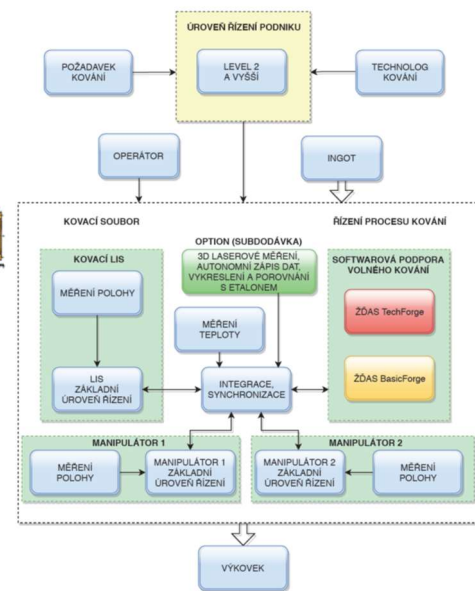 ÚROVEŇ ŘÍZENÍ PODNIKU
POŽADAVEK
KOVÁNÍ
LEVEL 2
A VYŠŠÍ
TECHNOLOG
KOVÁNÍ
OPERÁTOR
INGOT
KOVACÍ SOUBOR
ŘÍZENÍ PROCESU KOVÁNÍ
OPTION (SUBDODÁVKA)
KOVACÍ LIS
MĚŘENÍ POLOHY
LIS
ZÁKLADNÍ
ÚROVEŇ ŘÍZENÍ
3D LASEROVÉ MĚŘENÍ,
AUTONOMNÍ ZÁPIS DAT,
VYKRESLENÍ A POROVNÁNÍ
S ETALONEM
MĚŘENÍ
TEPLOTY
INTEGRACE,
SYNCHRONIZACE
SOFTWAROVÁ PODPORA
VOLNÉHO KOVÁNÍ
ŽĎAS TechForge
ŽĎAS BasicForge
MANIPULÁTOR 1
MĚŘENÍ
POLOHY
MANIPULÁTOR 1
ZÁKLADNÍ
ÚROVEŇ ŘÍZENÍ
MANIPULÁTOR 2
MANIPULÁTOR 2
ZÁKLADNÍ
ÚROVEŇ ŘÍZENÍ
MĚŘENÍ
POLOHY
VÝKOVEK